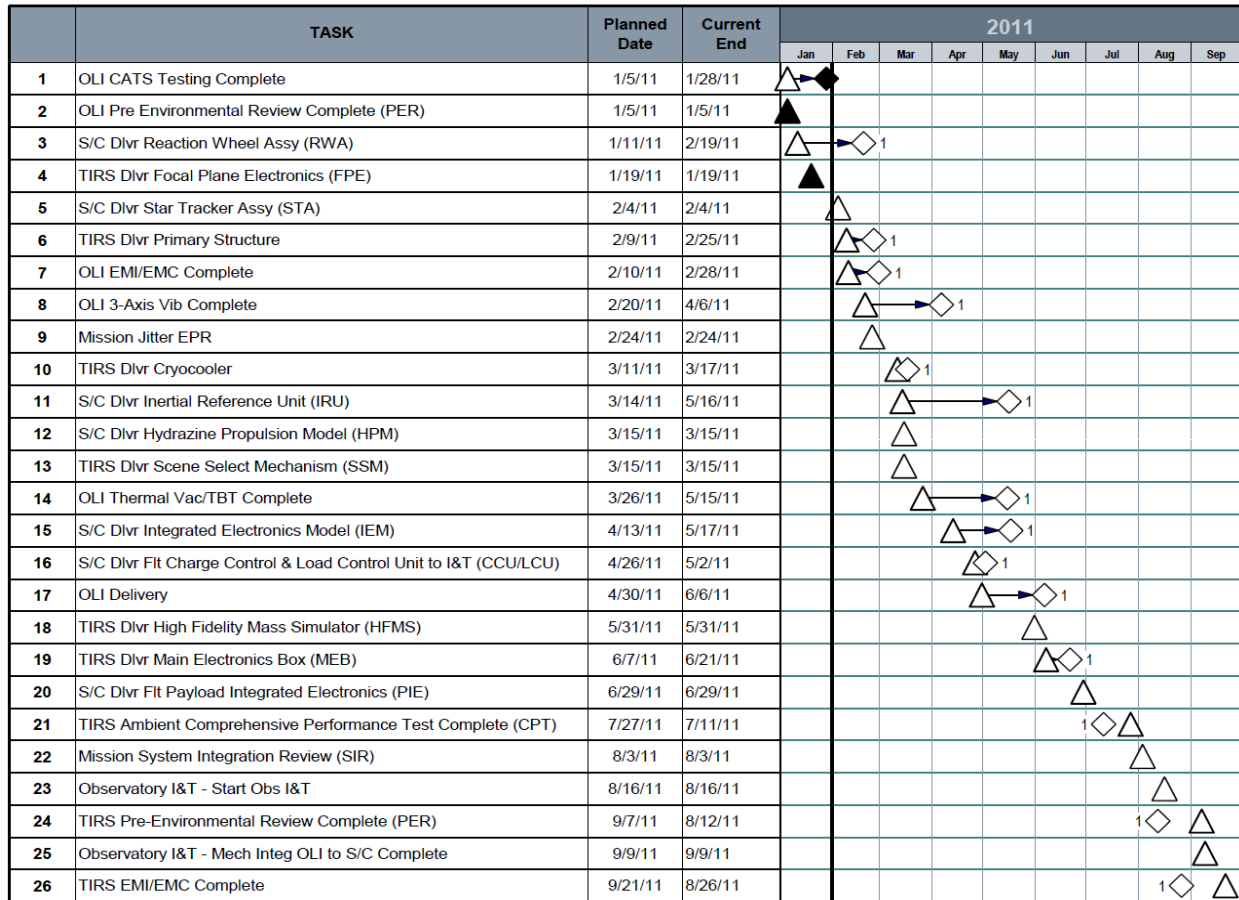 TASK Planned Date Current End 2011
Jan Feb Mar Apr May Jun Jul Aug Sep
1 OLI CATS Testing Complete 1/5/11 1/28/11
2 OLI Pre Environmental Review Complete (PER) 1/5/11 1/5/11
3 S/C Dlvr Reaction Wheel Assy (RWA) 1/11/11 2/19/11 1
4 TIRS Dlvr Focal Plane Electronics (FPE) 1/19/11 1/19/11
5 S/C Dlvr Star Tracker Assy (STA) 2/4/11 2/4/11
6 TIRS Dlvr Primary Structure 2/9/11 2/25/11 1
7 OLI EMI/EMC Complete 2/10/11 2/28/11 1
8 OLI 3-Axis Vib Complete 2/20/11 4/6/11 1
9 Mission Jitter EPR 2/24/11 2/24/11
10 TIRS Dlvr Cryocooler 3/11/11 3/17/11 1
11 S/C Dlvr Inertial Reference Unit (IRU) 3/14/11 5/16/11 1
12 S/C Dlvr Hydrazine Propulsion Model (HPM) 3/15/11 3/15/11
13 TIRS Dlvr Scene Select Mechanism (SSM) 3/15/11 3/15/11
14 OLI Thermal Vac/TBT Complete 3/26/11 5/15/11 1
15 S/C Dlvr Integrated Electronics Model (IEM) 4/13/11 5/17/11 1
16 S/C Dlvr Flt Charge Control & Load Control Unit to I&T (CCU/LCU) 4/26/11 5/2/11 1
17 OLI Delivery 4/30/11 6/6/11 1
18 TIRS Dlvr High Fidelity Mass Simulator (HFMS) 5/31/11 5/31/11
19 TIRS Dlvr Main Electronics Box (MEB) 6/7/11 6/21/11 1
20 S/C Dlvr Flt Payload Integrated Electronics (PIE) 6/29/11 6/29/11
21 TIRS Ambient Comprehensive Performance Test Complete (CPT) 7/27/11 7/11/11 1
22 Mission System Integration Review (SIR) 8/3/11 8/3/11
23 Observatory I&T - Start Obs I&T 8/16/11 8/16/11
24 TIRS Pre-Environmental Review Complete (PER) 9/7/11 8/12/11 1
25 Observatory I&T - Mech Integ OLI to S/C Complete 9/9/11 9/9/11
26 TIRS EMI/EMC Complete 9/21/11 8/26/11 1